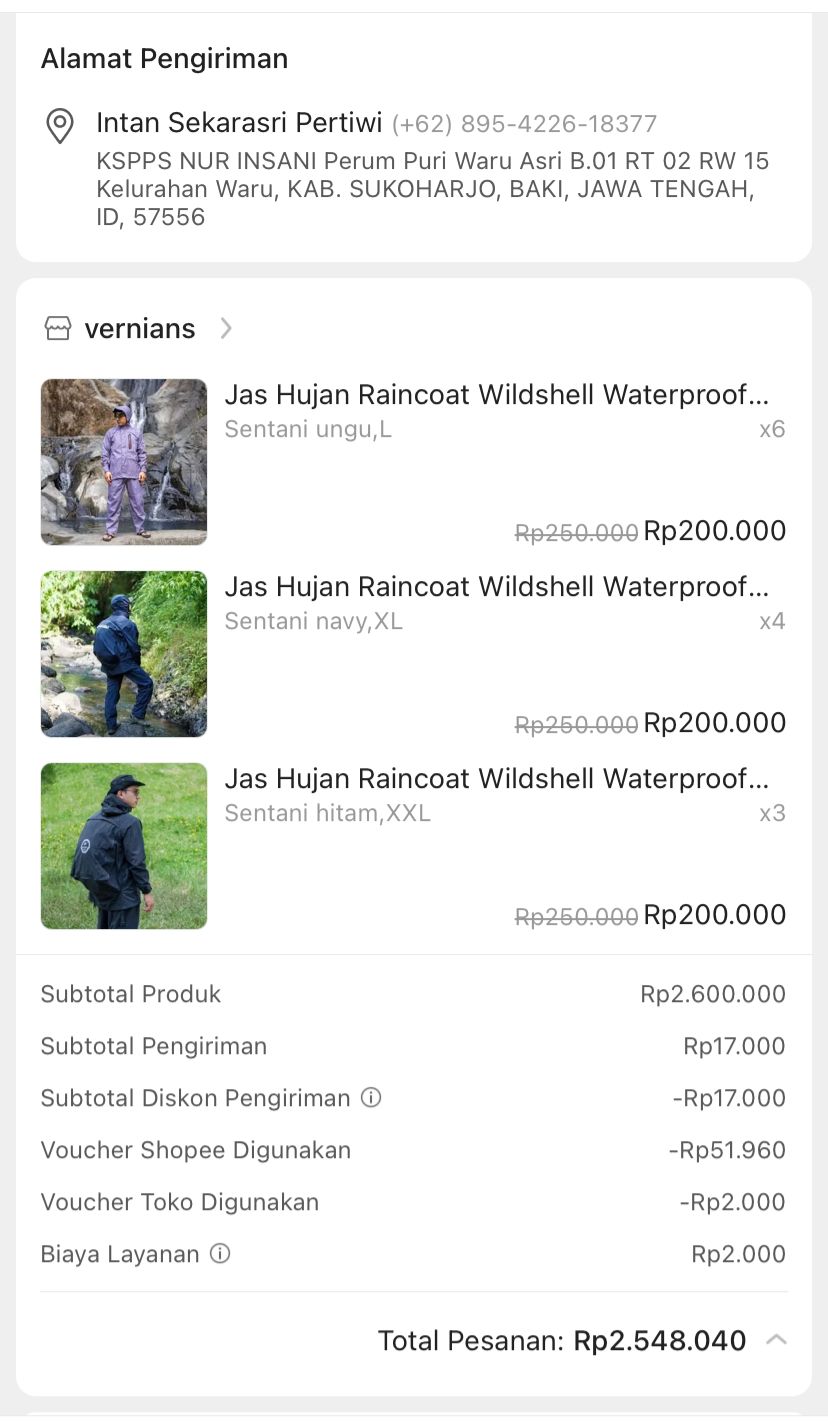 Alamat Pengiriman
Intan Sekarasri Pertiwi (+62) 895-4226-18377
KSPPS NUR INSANI Perum Puri Waru Asri B.01 RT 02 RW 15
Kelurahan Waru, KAB. SUKOHARJO, BAKI, JAWA TENGAH,
ID, 57556
vernians
Jas Hujan Raincoat Wildshell Waterproof...
Sentani ungu,L x6
Rp250.000 Rp200.000
Jas Hujan Raincoat Wildshell Waterproof...
Sentani navy,XL x4
Rp250.000 Rp200.000
Jas Hujan Raincoat Wildshell Waterproof...
Sentani hitam,XXL x3
Rp250.000 Rp200.000
Subtotal Produk Rp2.600.000
Subtotal Pengiriman Rp17.000
Subtotal Diskon Pengiriman -Rp17.000
Voucher Shopee Digunakan -Rp51.960
Voucher Toko Digunakan -Rp2.000
Biaya Layanan Rp2.000
Total Pesanan: Rp2.548.040